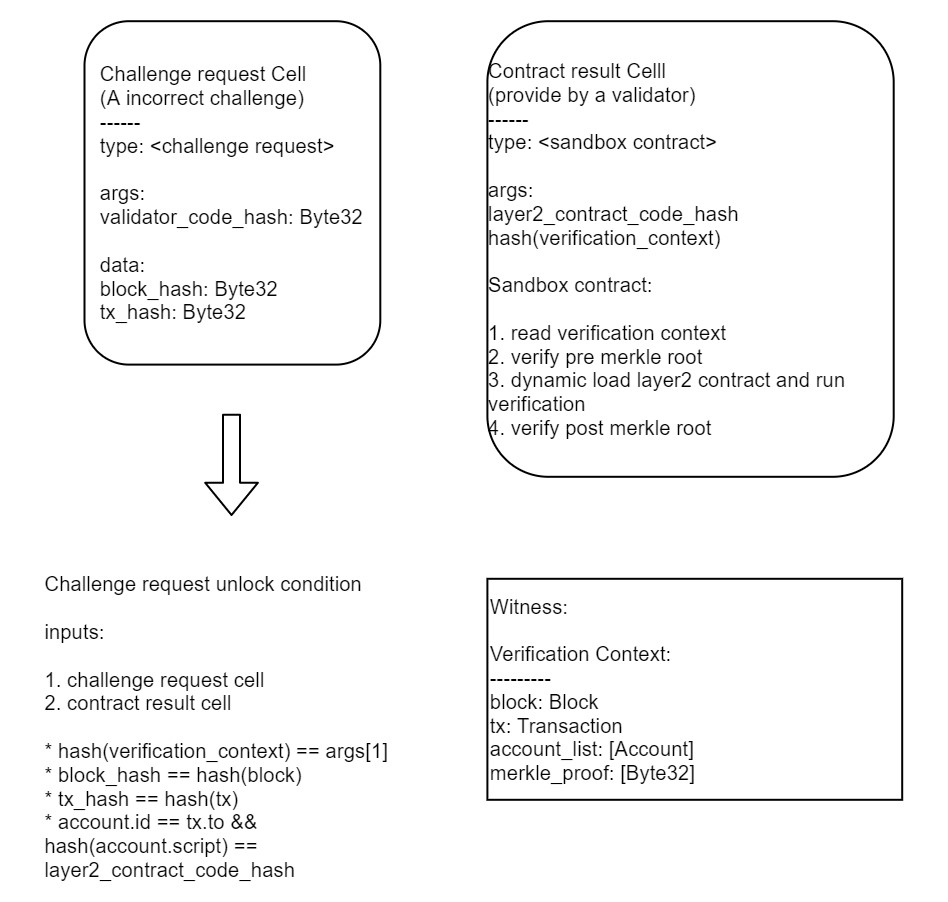 Challenge request Cell
(A incorrect challenge)
------
type: <challenge request>
args:
validator_code_hash: Byte32
data:
block_hash: Byte32
tx_hash: Byte32
Contract result Celll
(provide by a validator)
------
type: <sandbox contract>
args:
layer2_contract_code_hash
hash(verification_context)
Sandbox contract:
1. read verification context
2. verify pre merkle root
3. dynamic load layer2 contract and run
verification
4. verify post merkle root
Challenge request unlock condition
inputs:
1. challenge request cell
2. contract result cell
* hash(verification_context) == args[1]
* block_hash == hash(block)
* tx_hash == hash(tx)
* account.id == tx.to &&
hash(account.script) ==
layer2_contract_code_hash
Witness:
Verification Context:
---------
block: Block
tx: Transaction
account_list: [Account]
merkle_proof: [Byte32]